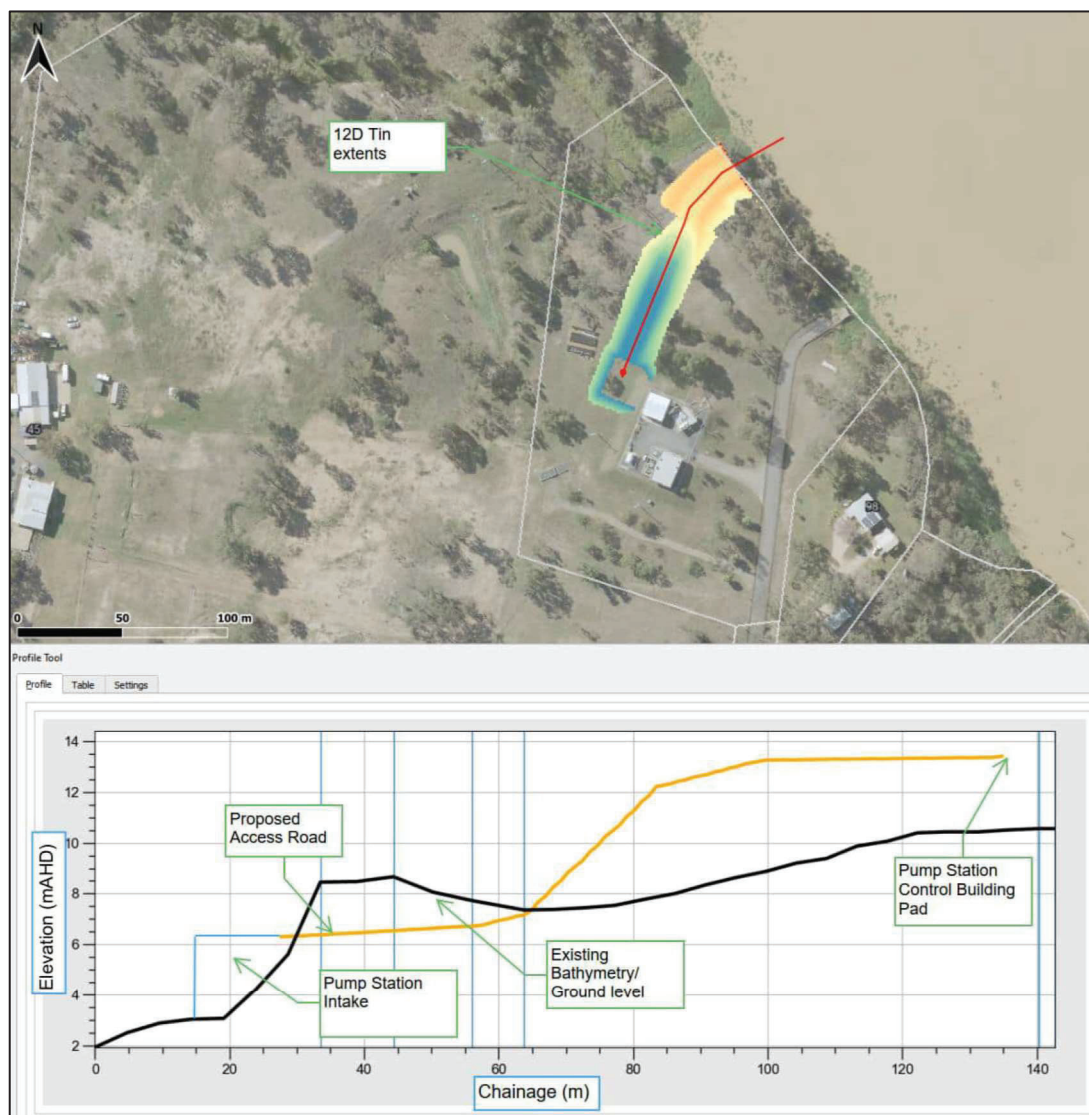 N
12D Tin
extents
45
98
0
50
100 m
Profile Tool
Profile
Table
Settings
14
12
10
8
6
4
2
Elevation (mAHD)
Proposed
Access Road
Pump Station
Intake
Existing
Bathymetry/
Ground level
Pump Station
Control Building
Pad
0
20
40
60
80
100
120
140
Chainage (m)